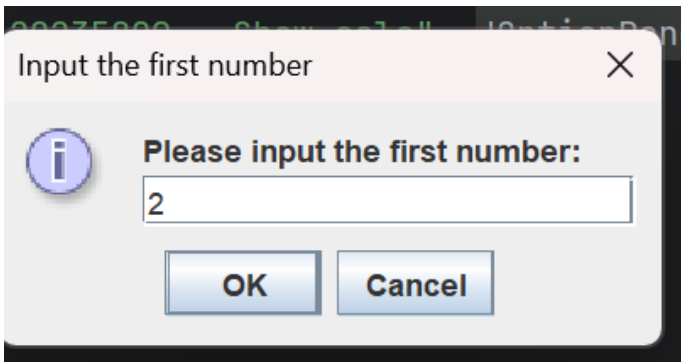 Input the first number
Please input the first number:
2
OK
Cancel